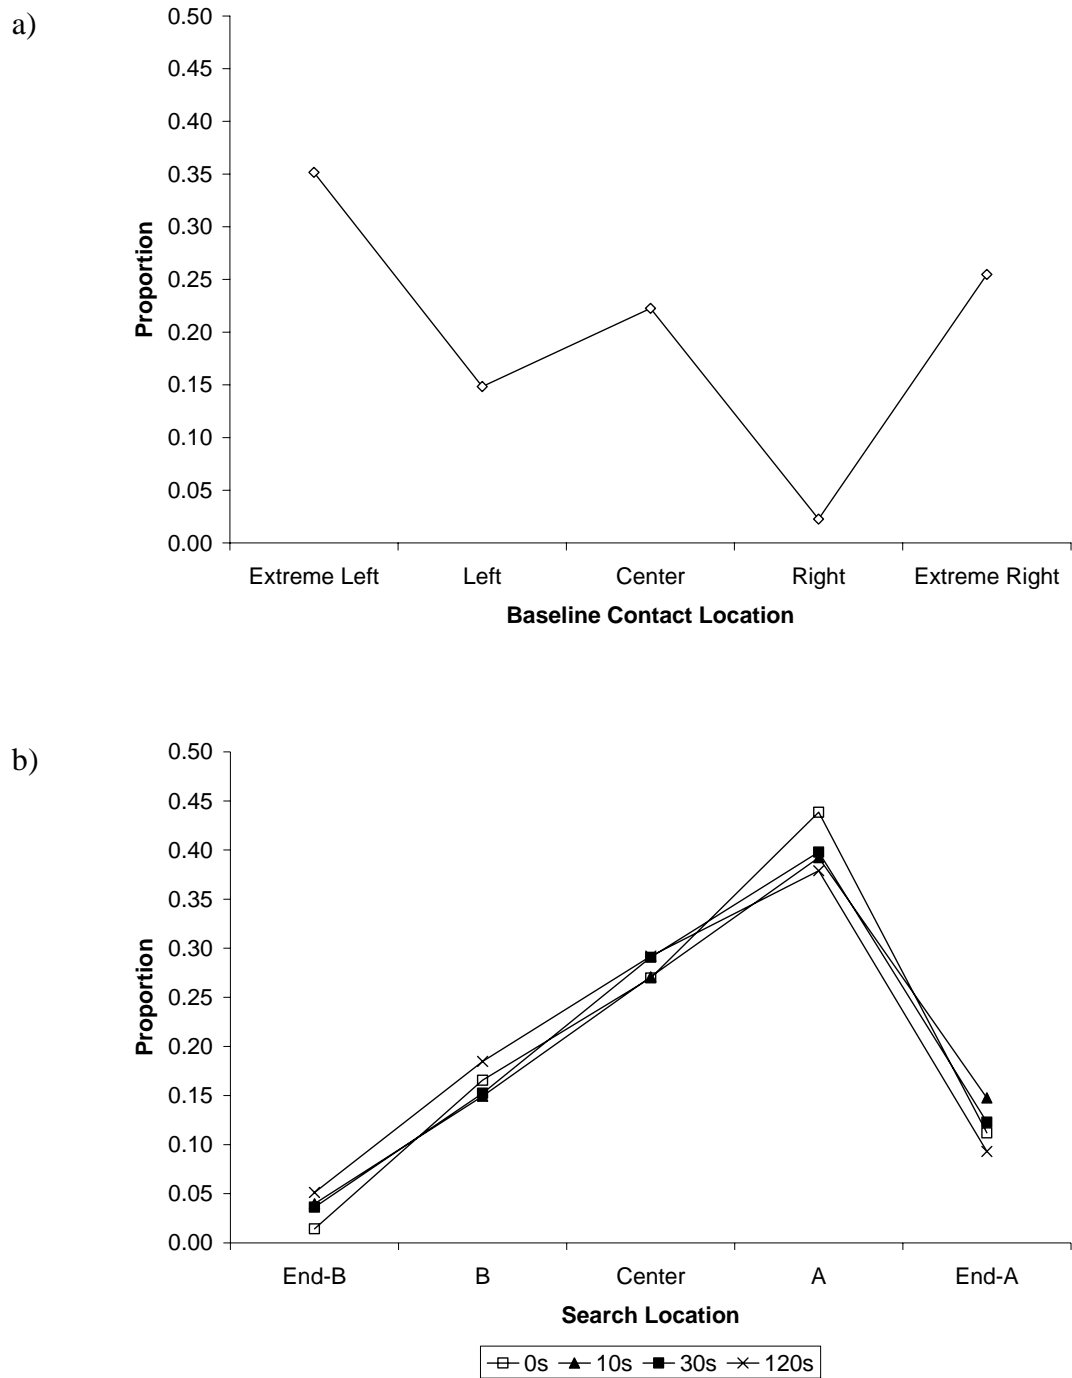 a)
0.50
0.45
0.40
0.35
0.30
0.25
0.20
0.15
0.10
0.05
0.00
Proportion
Extreme Left Left Center Right Extreme Right
Baseline Contact Location
b)
0.50
0.45
0.40
0.35
0.30
0.25
0.20
0.15
0.10
0.05
0.00
Proportion
End-B B Center A End-A
Search Location
0s 10s 30s 120s